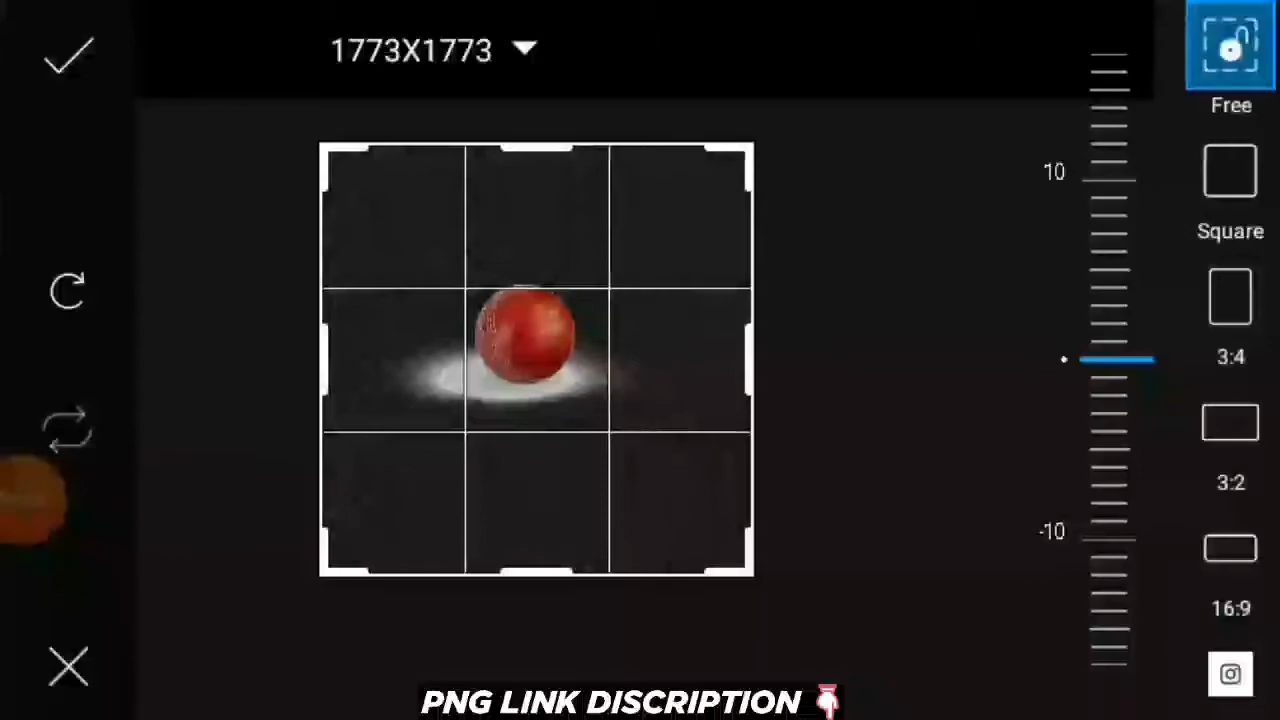 1773X1773
Free
10
Square
3:4
3:2
-10
16:9
PNG LINK DISCRIPTION